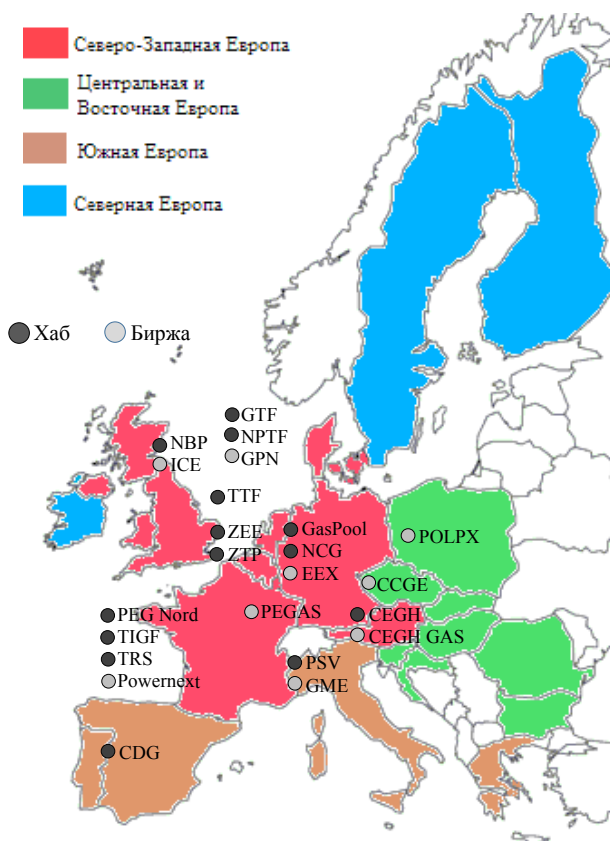 Северо-Западная Европа
Центральная и
Восточная Европа
Южная Европа
Северная Европа
Хаб
Биржа
GTF
NPTF
GPN
NBP
ICE
TTF
ZEE
ZTP
GasPool
NCG
EEX
POLPX
CCGE
PEGAS
CEGH
CEGH GAS
PEG Nord
TIGF
TRS
Powernext
PSV
GME
CDG